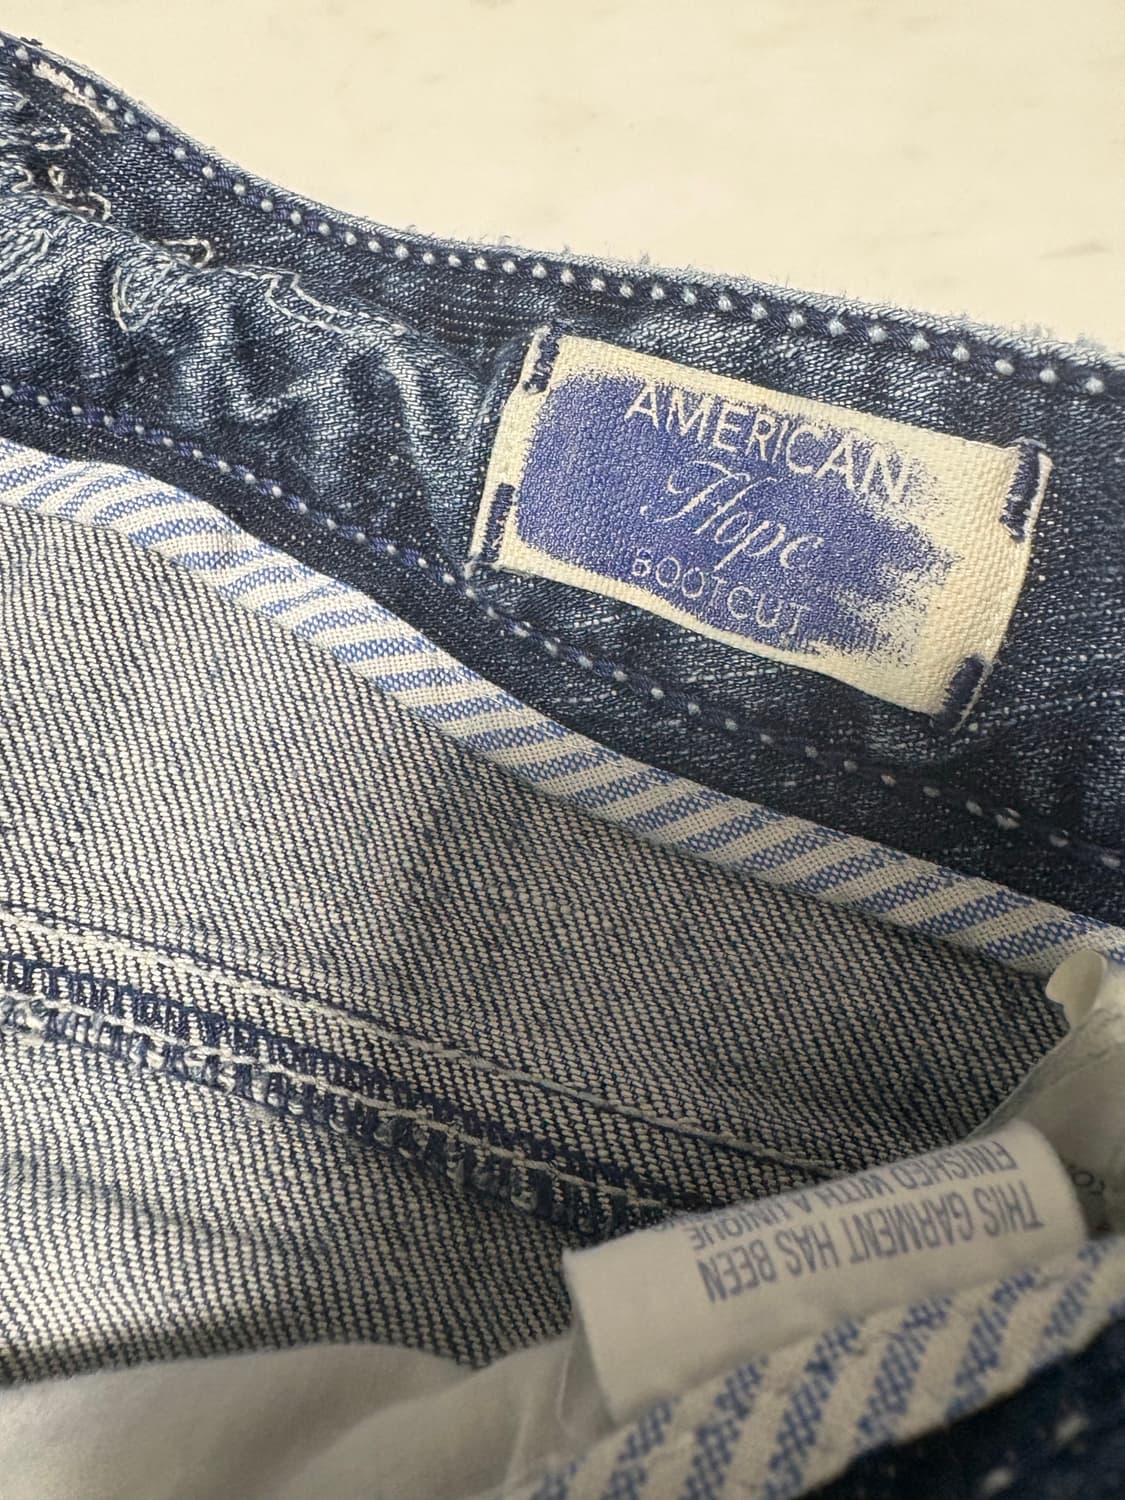 AMERICAN
Hope
BOOTCUT
THIS GARMENT HAS BEEN
FINISHED WITH A UNIQUE